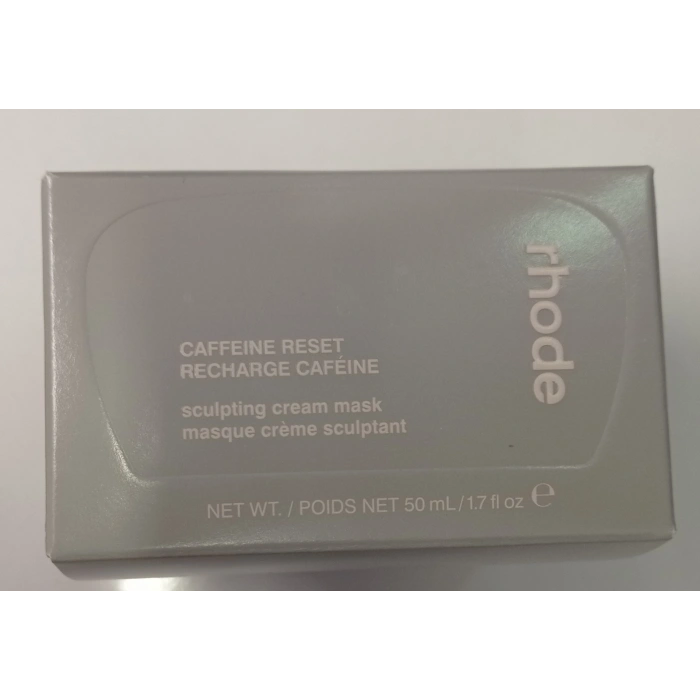 rhode
CAFFEINE RESET
RECHARGE CAFÉINE
sculpting cream mask
masque crème sculptant
NET WT. / POIDS NET 50 mL/1.7 fl oz ℮